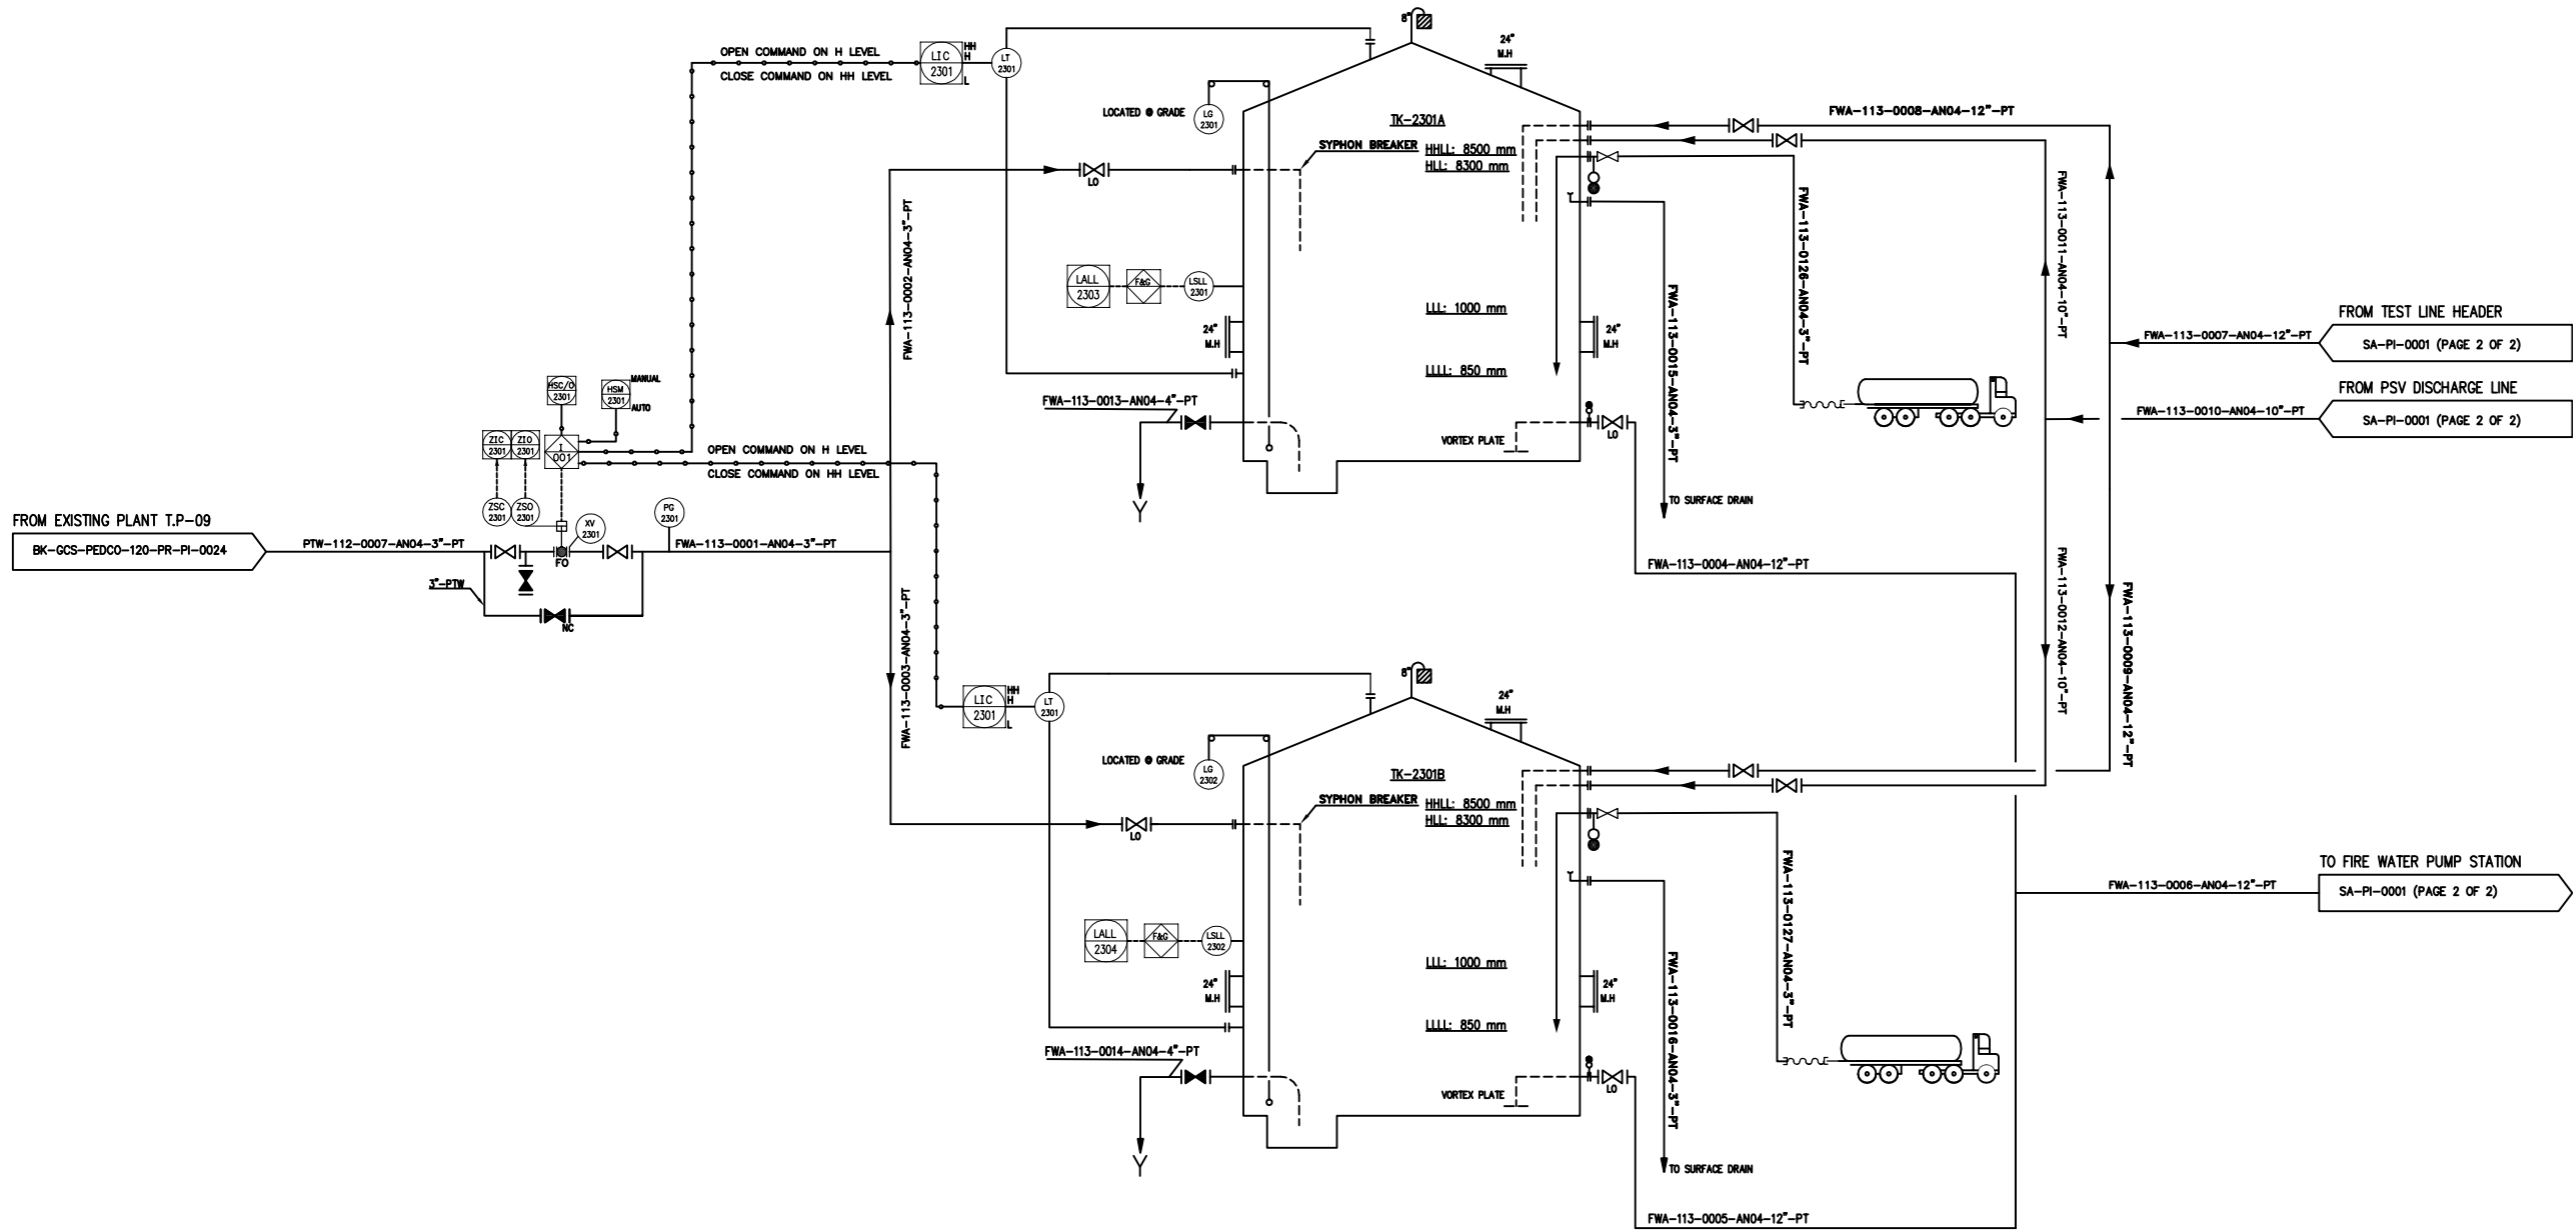 8"
24"
M.H
OPEN COMMAND ON H LEVEL
CLOSE COMMAND ON HH LEVEL
LIC
2301
HH
H
L
LT
2301
LOCATED @ GRADE
LG
2301
TK-2301A
SYPHON BREAKER
HHLL: 8500 mm
HLL: 8300 mm
FWA-113-0008-AN04-12"-PT
LO
FWA-113-0002-AN04-3"-PT
LALL
2303
F&G
LSLL
2301
24"
M.H
LLL: 1000 mm
LLLL: 850 mm
24"
M.H
FWA-113-0126-AN04-3"-PT
FWA-113-0015-AN04-3"-PT
FWA-113-0011-AN04-10"-PT
FROM TEST LINE HEADER
FWA-113-0007-AN04-12"-PT
SA-PI-0001 (PAGE 2 OF 2)
FROM PSV DISCHARGE LINE
FWA-113-0010-AN04-10"-PT
SA-PI-0001 (PAGE 2 OF 2)
FWA-113-0013-AN04-4"-PT
VORTEX PLATE
LO
TO SURFACE DRAIN
HSC/O
2301
HSM
2301
MANUAL
AUTO
ZIC
2301
ZIO
2301
I
001
OPEN COMMAND ON H LEVEL
CLOSE COMMAND ON HH LEVEL
ZSC
2301
ZSO
2301
XV
2301
PG
2301
FROM EXISTING PLANT T.P-09
BK-GCS-PEDCO-120-PR-PI-0024
PTW-112-0007-AN04-3"-PT
FO
FWA-113-0001-AN04-3"-PT
3"-PTW
NC
FWA-113-0004-AN04-12"-PT
FWA-113-0003-AN04-3"-PT
FWA-113-0012-AN04-10"-PT
FWA-113-0009-AN04-12"-PT
8"
24"
M.H
LIC
2301
HH
H
L
LT
2301
LOCATED @ GRADE
LG
2302
TK-2301B
SYPHON BREAKER
HHLL: 8500 mm
HLL: 8300 mm
LO
LALL
2304
F&G
LSLL
2302
24"
M.H
LLL: 1000 mm
LLLL: 850 mm
24"
M.H
FWA-113-0127-AN04-3"-PT
FWA-113-0016-AN04-3"-PT
TO FIRE WATER PUMP STATION
FWA-113-0006-AN04-12"-PT
SA-PI-0001 (PAGE 2 OF 2)
FWA-113-0014-AN04-4"-PT
VORTEX PLATE
LO
TO SURFACE DRAIN
FWA-113-0005-AN04-12"-PT